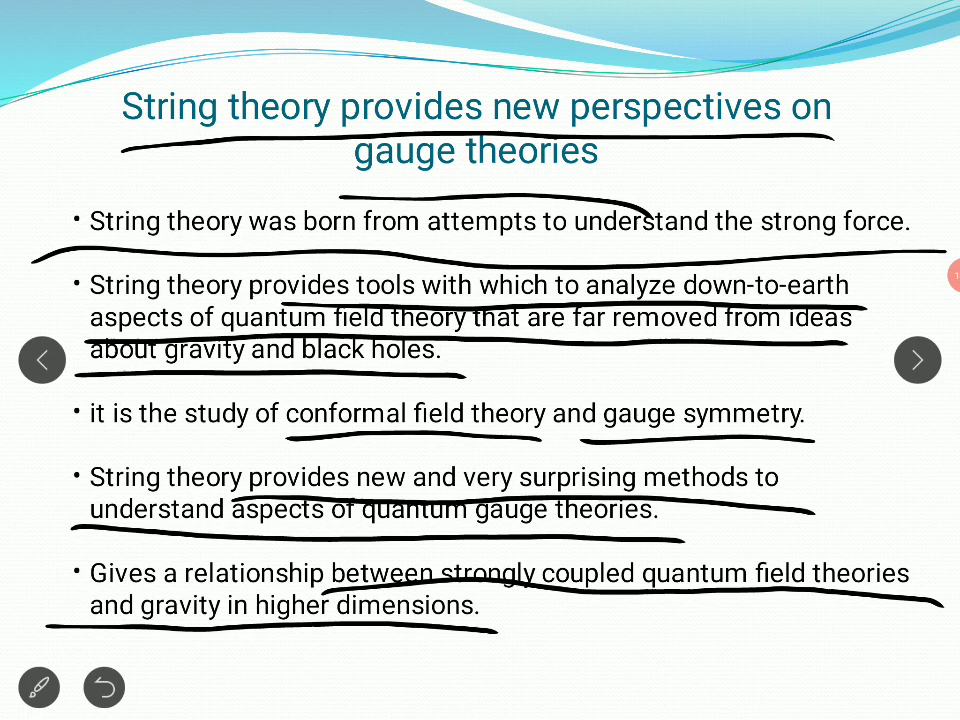 String theory provides new perspectives on
gauge theories
• String theory was born from attempts to understand the strong force.
• String theory provides tools with which to analyze down-to-earth
aspects of quantum field theory that are far removed from ideas
about gravity and black holes.
• it is the study of conformal field theory and gauge symmetry.
• String theory provides new and very surprising methods to
understand aspects of quantum gauge theories.
• Gives a relationship between strongly coupled quantum field theories
and gravity in higher dimensions.